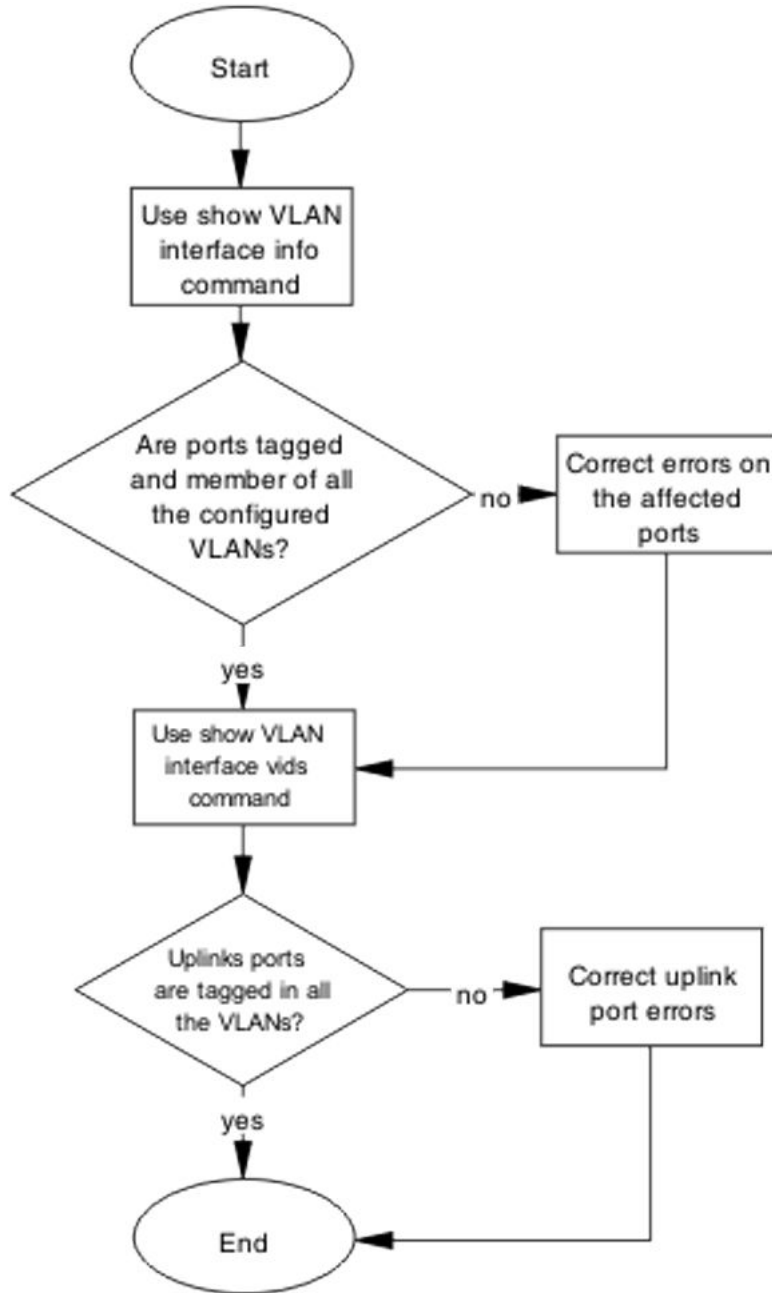 Start
Use show VLAN
interface info
command
Are ports tagged
and member of all
the configured
VLANs?
no
Correct errors on
the affected
ports
yes
Use show VLAN
interface vids
command
Uplinks ports
are tagged in all
the VLANs?
no
Correct uplink
port errors
yes
End